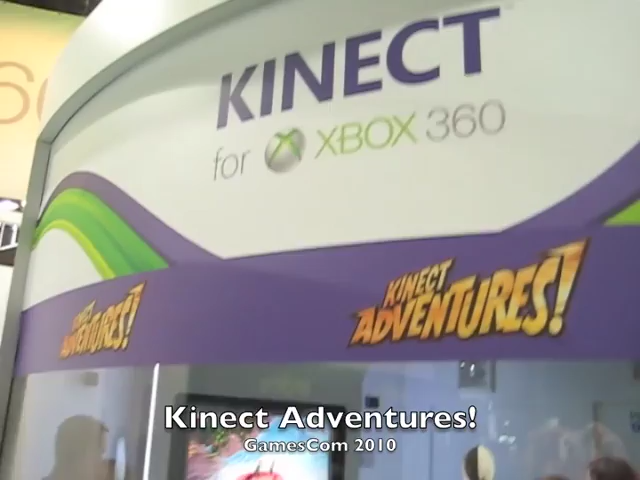 KINECT
for XBOX 360
KINECT
ADVENTURES!
KINECT
ADVENTURES!
Kinect Adventures!
GamesCom 2010